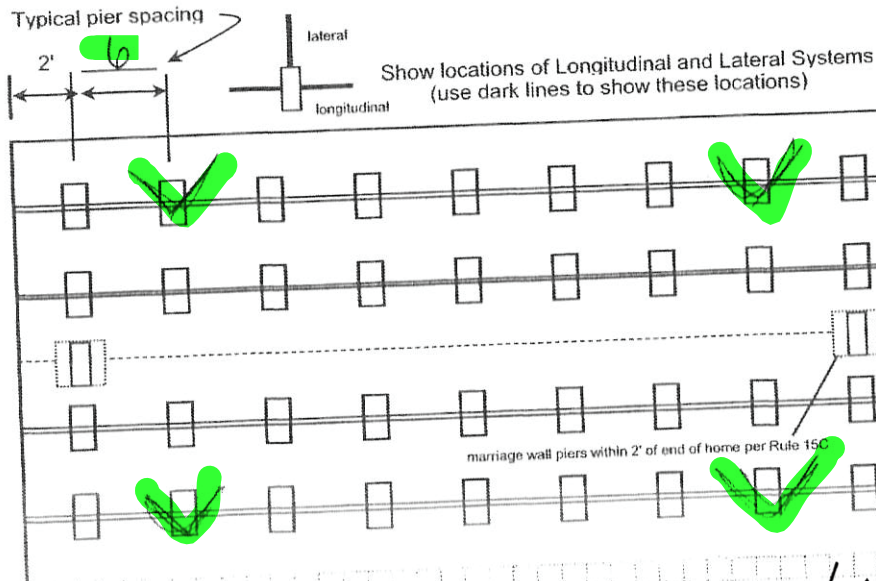 Typical pier spacing
2'
6
lateral
longitudinal
Show locations of Longitudinal and Lateral Systems
(use dark lines to show these locations)
marriage wall piers within 2' of end of home per Rule 15C